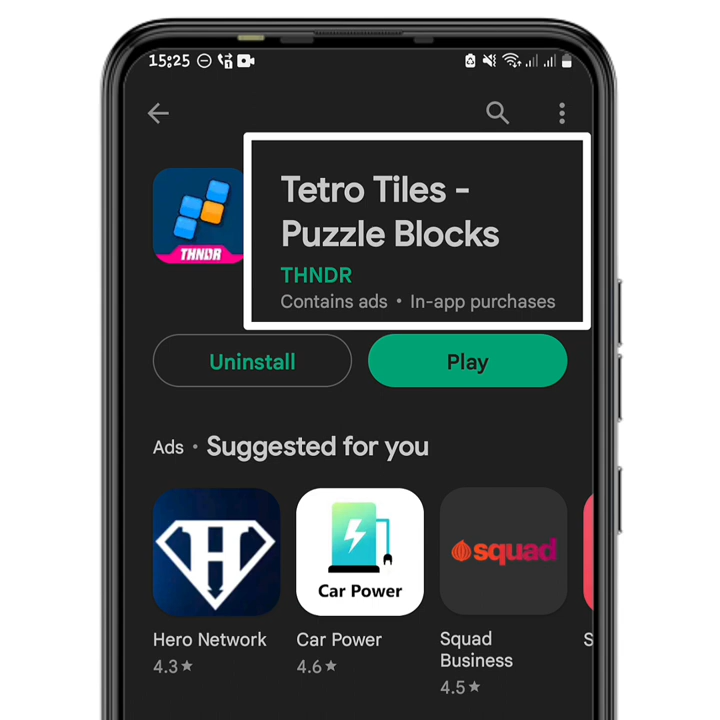 15:25
Tetro Tiles -
Puzzle Blocks
THNDR
THNDR
Contains ads • In-app purchases
Uninstall
Play
Ads • Suggested for you
H
Car Power
squad
Hero Network
4.3★
Car Power
4.6★
Squad
Business
4.5★
S